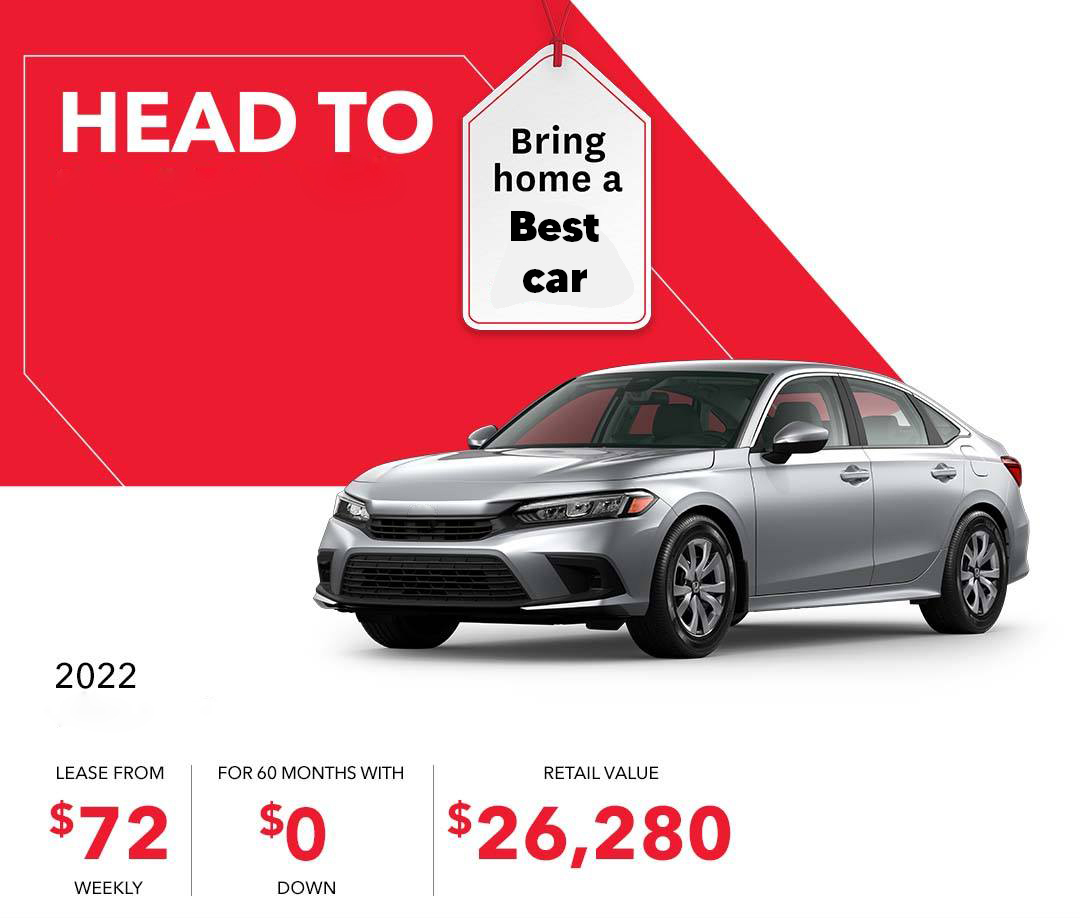 HEAD TO
Bring
home a
Best
car
2022
LEASE FROM
$72
WEEKLY
FOR 60 MONTHS WITH
$0
DOWN
RETAIL VALUE
$26,280